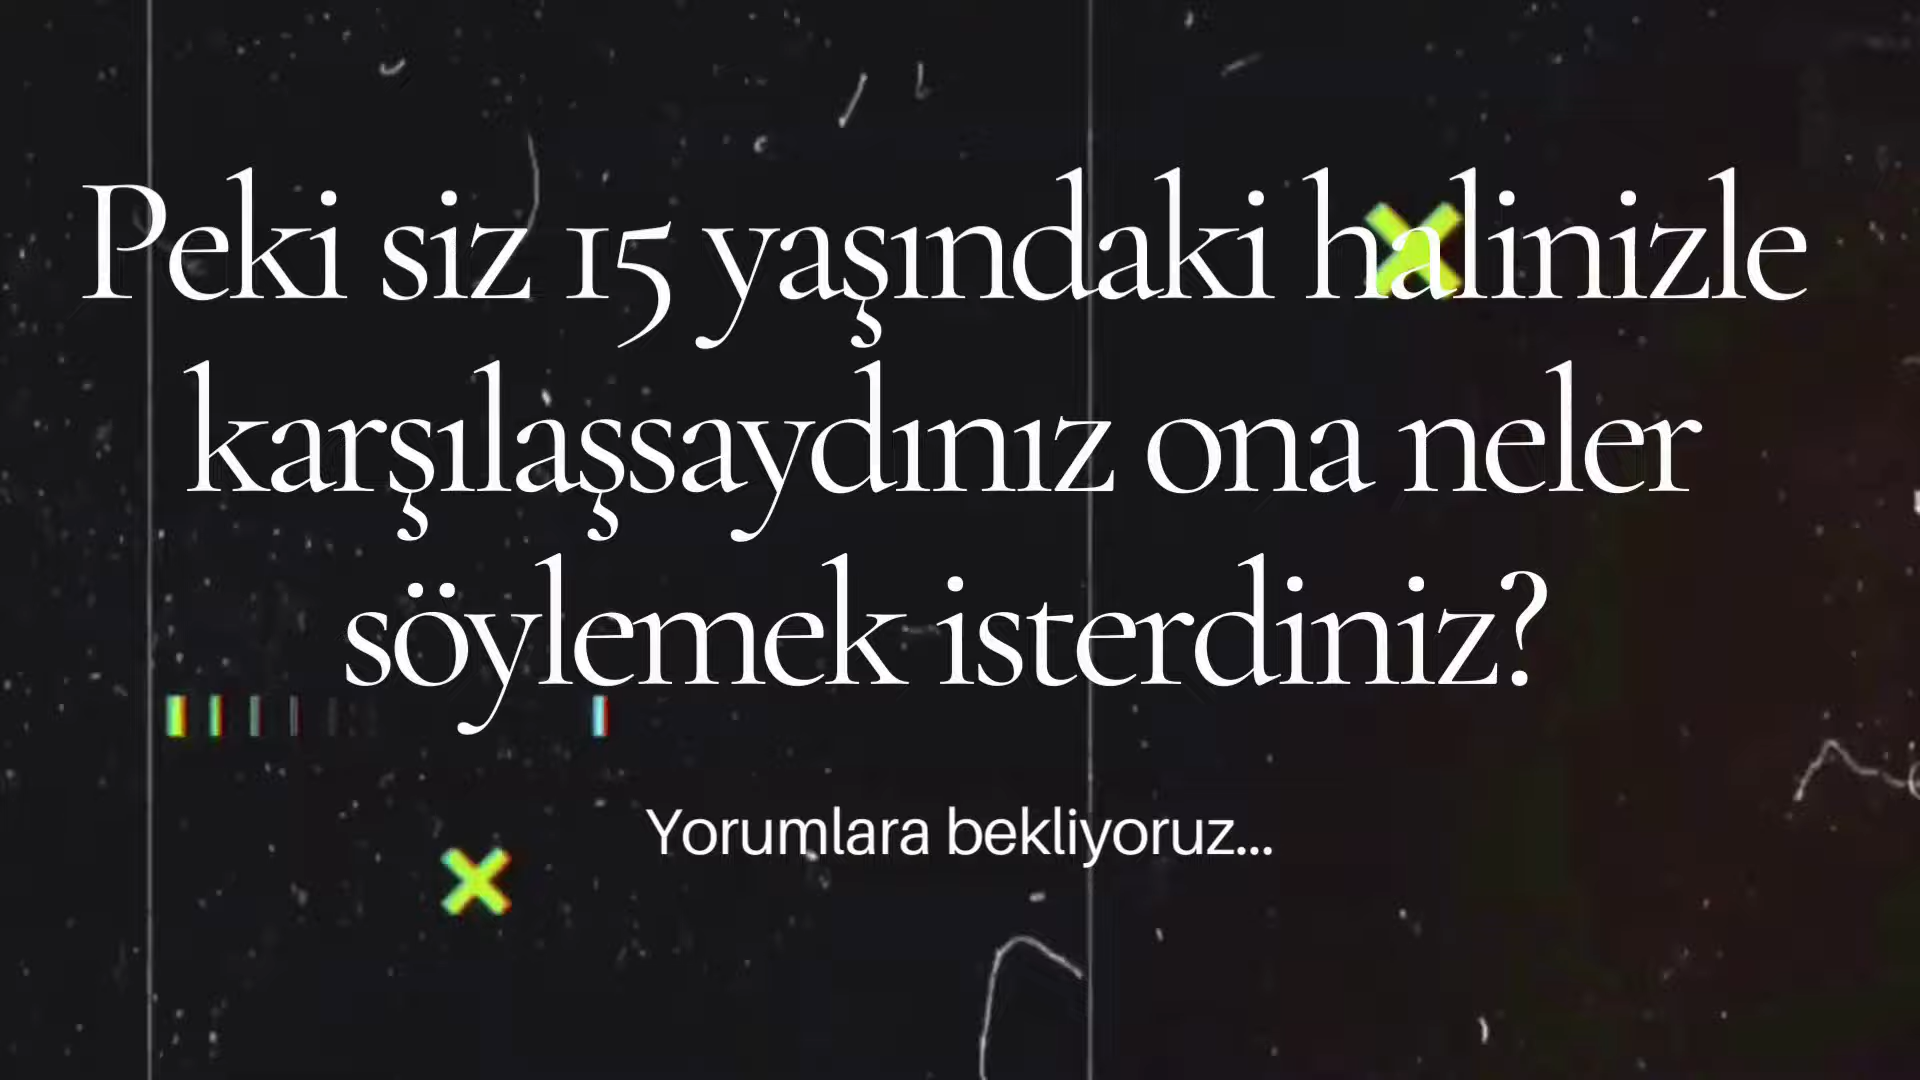 Peki siz 15 yaşındaki halinizle
karşılaşsaydınız ona neler
söylemek isterdiniz?
Yorumlara bekliyoruz...